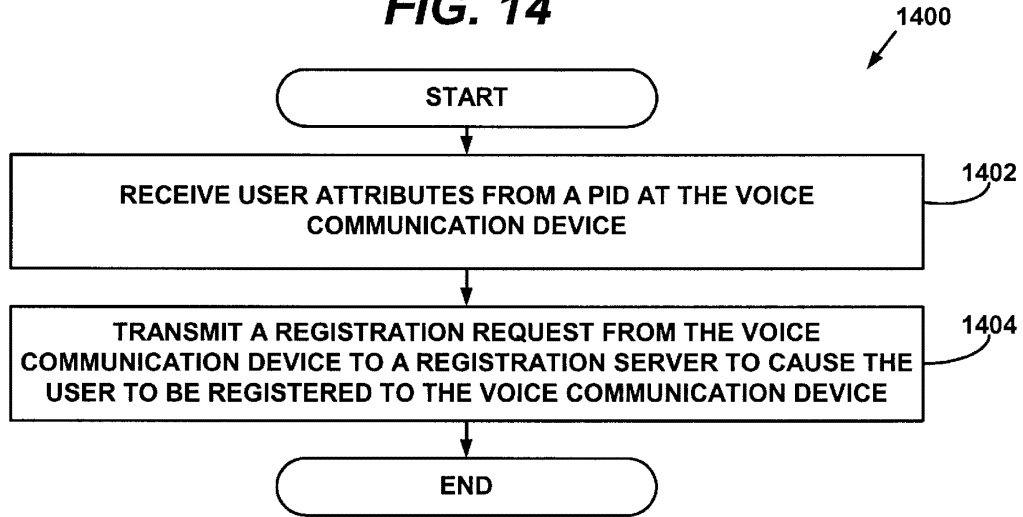 FIG. 14
1400
START
RECEIVE USER ATTRIBUTES FROM A PID AT THE VOICE
COMMUNICATION DEVICE
1402
TRANSMIT A REGISTRATION REQUEST FROM THE VOICE
COMMUNICATION DEVICE TO A REGISTRATION SERVER TO CAUSE THE
USER TO BE REGISTERED TO THE VOICE COMMUNICATION DEVICE
1404
END